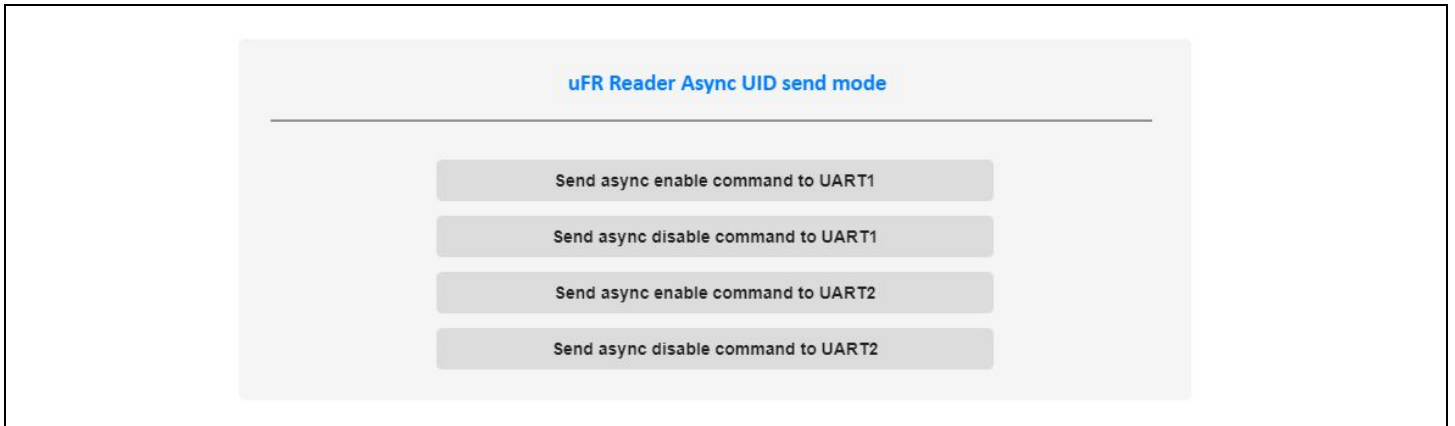 uFR Reader Async UID send mode
Send async enable command to UART1
Send async disable command to UART1
Send async enable command to UART2
Send async disable command to UART2